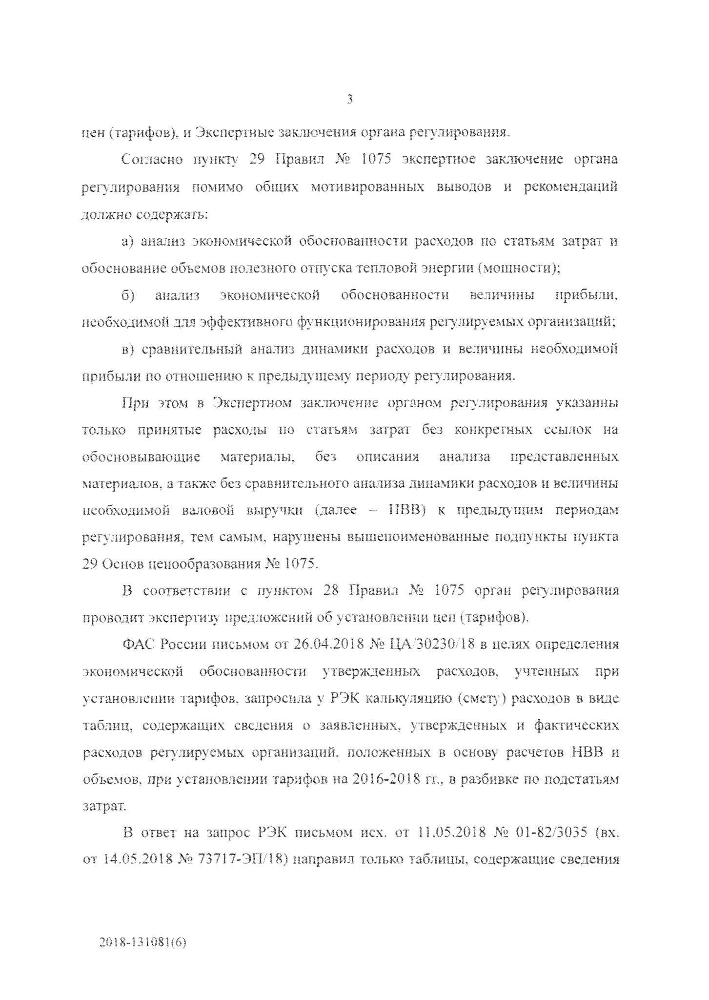 3
цен (тарифов), и Экспертные заключения органа регулирования.
Согласно пункту 29 Правил № 1075 экспертное заключение органа
регулирования помимо общих мотивированных выводов и рекомендаций
должно содержать:
а) анализ экономической обоснованности расходов по статьям затрат и
обоснование объемов полезного отпуска тепловой энергии (мощности);
б) анализ экономической обоснованности величины прибыли,
необходимой для эффективного функционирования регулируемых организаций;
в) сравнительный анализ динамики расходов и величины необходимой
прибыли по отношению к предыдущему периоду регулирования.
При этом в Экспертном заключение органом регулирования указанны
только принятые расходы по статьям затрат без конкретных ссылок на
обосновывающие материалы, без описания анализа представленных
материалов, а также без сравнительного анализа динамики расходов и величины
необходимой валовой выручки (далее – НВВ) к предыдущим периодам
регулирования, тем самым, нарушены вышепоименованные подпункты пункта
29 Основ ценообразования № 1075.
В соответствии с пунктом 28 Правил № 1075 орган регулирования
проводит экспертизу предложений об установлении цен (тарифов).
ФАС России письмом от 26.04.2018 № ЦА/30230/18 в целях определения
экономической обоснованности утвержденных расходов, учтенных при
установлении тарифов, запросила у РЭК калькуляцию (смету) расходов в виде
таблиц, содержащих сведения о заявленных, утвержденных и фактических
расходов регулируемых организаций, положенных в основу расчетов НВВ и
объемов, при установлении тарифов на 2016-2018 гг., в разбивке по подстатьям
затрат.
В ответ на запрос РЭК письмом исх. от 11.05.2018 № 01-82/3035 (вх.
от 14.05.2018 № 73717-ЭП/18) направил только таблицы, содержащие сведения
2018-131081(6)